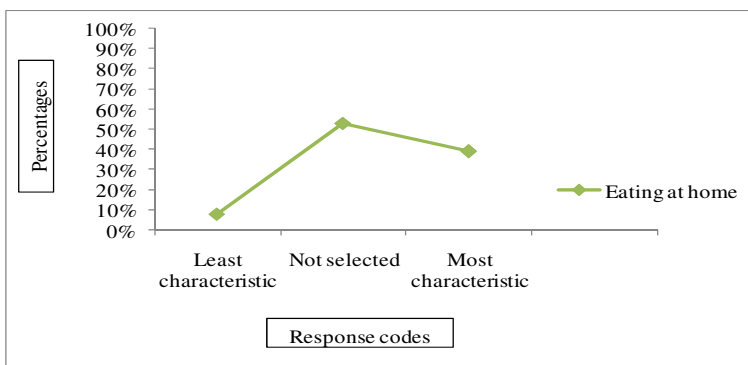 100%
90%
80%
70%
60%
50%
40%
30%
20%
10%
0%
Percentages
Least
characteristic
Not selected
Most
characteristic
Eating at home
Response codes